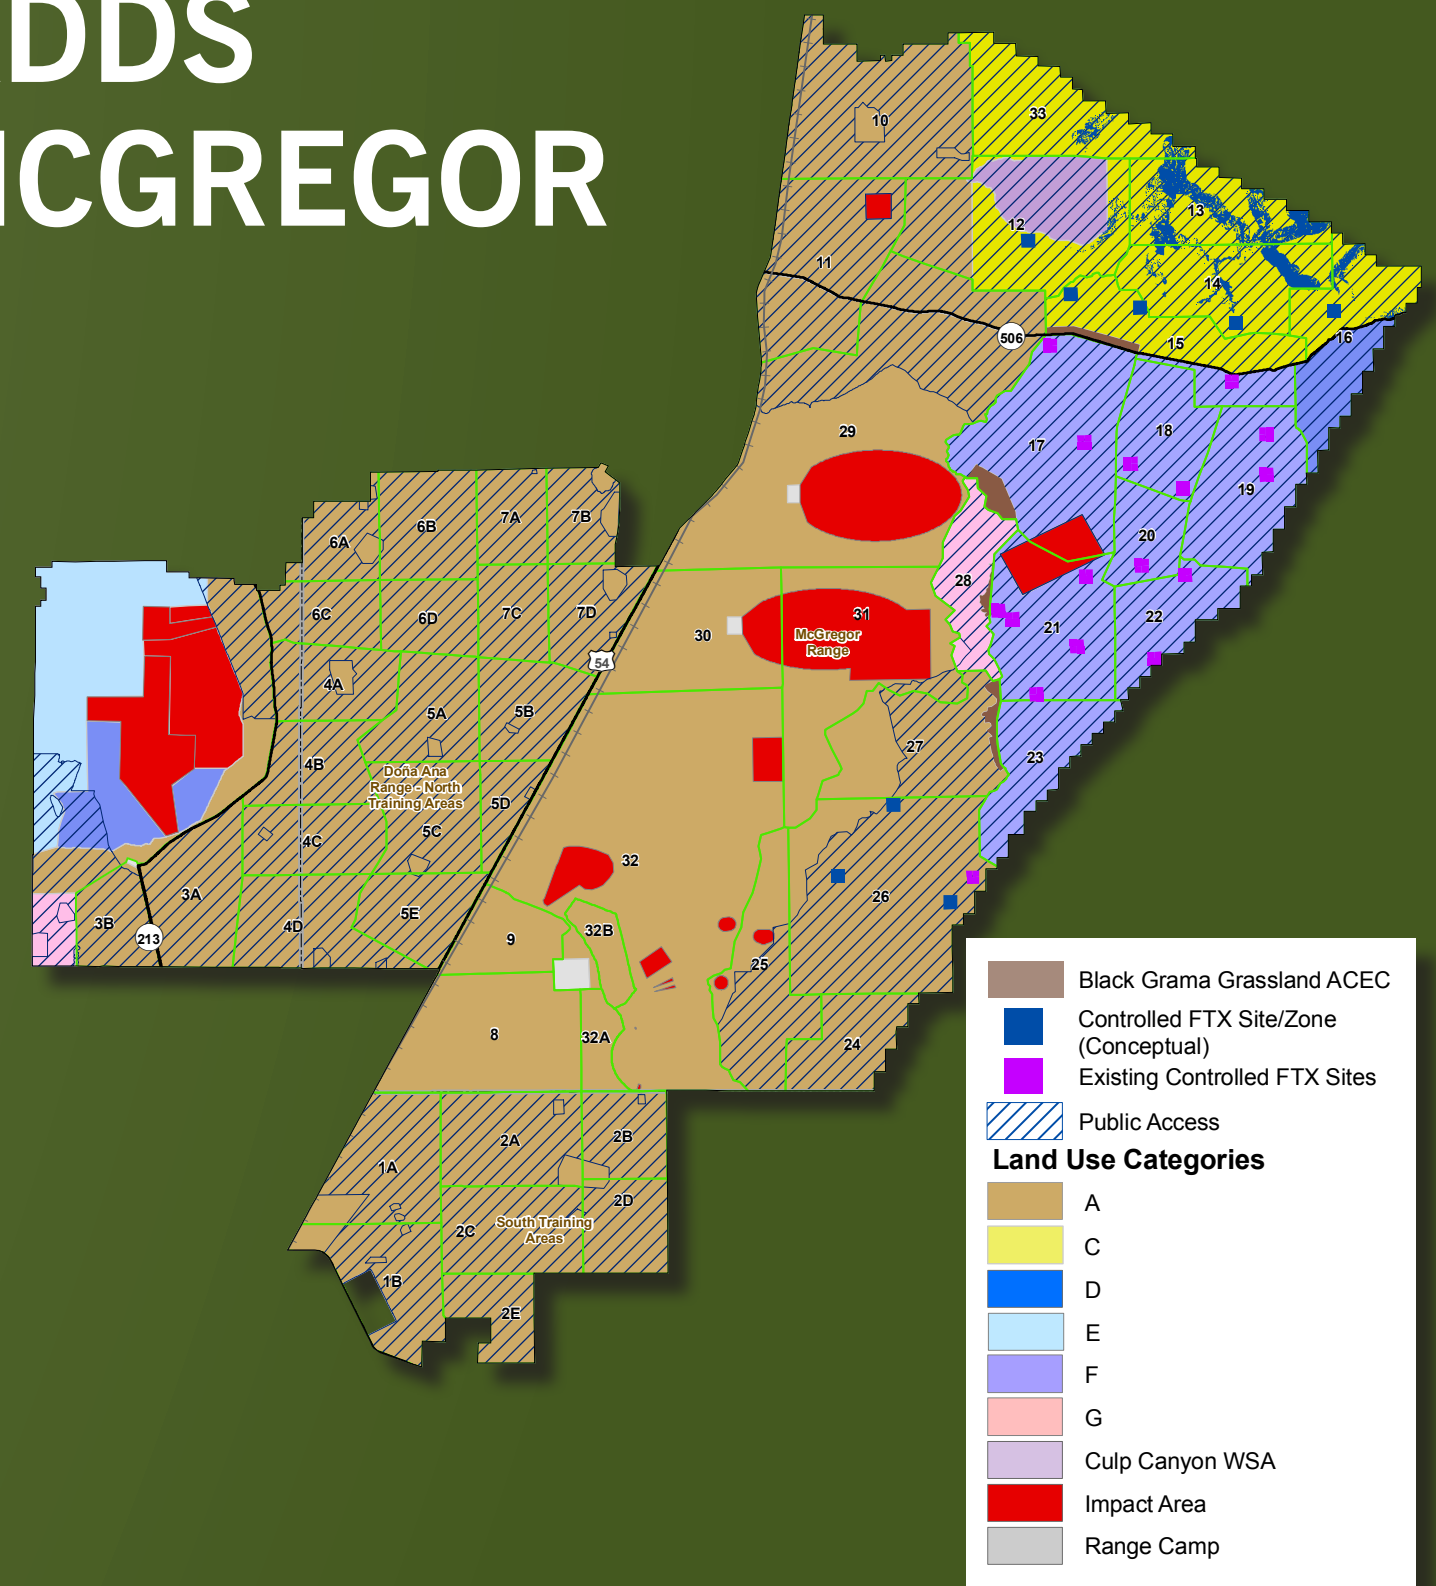 DDS
MCGREGOR
33
10
13
12
11
14
506
15
16
29
17
18
19
6B
7A
7B
6A
20
28
6C
6D
7C
7D
31
22
30
McGregor
Range
21
54
4A
5A
5B
27
23
4B
Doña Ana
Range - North
Training Areas
5D
5C
4C
32
3A
26
5E
3B
4D
32B
213
9
25
8
32A
24
2B
2A
1A
2D
2C
South Training
Areas
1B
2E
Black Grama Grassland ACEC
Controlled FTX Site/Zone
(Conceptual)
Existing Controlled FTX Sites
Public Access
Land Use Categories
A
C
D
E
F
G
Culp Canyon WSA
Impact Area
Range Camp